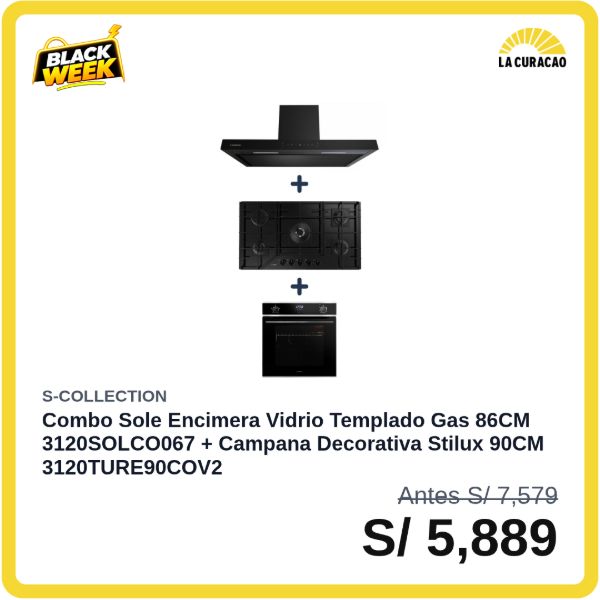 BLACK
WEEK
LA CURACAO
S-COLLECTION
Combo Sole Encimera Vidrio Templado Gas 86CM
3120SOLCO067 + Campana Decorativa Stilux 90CM
3120TURE90COV2
Antes S/ 7,579
S/ 5,889